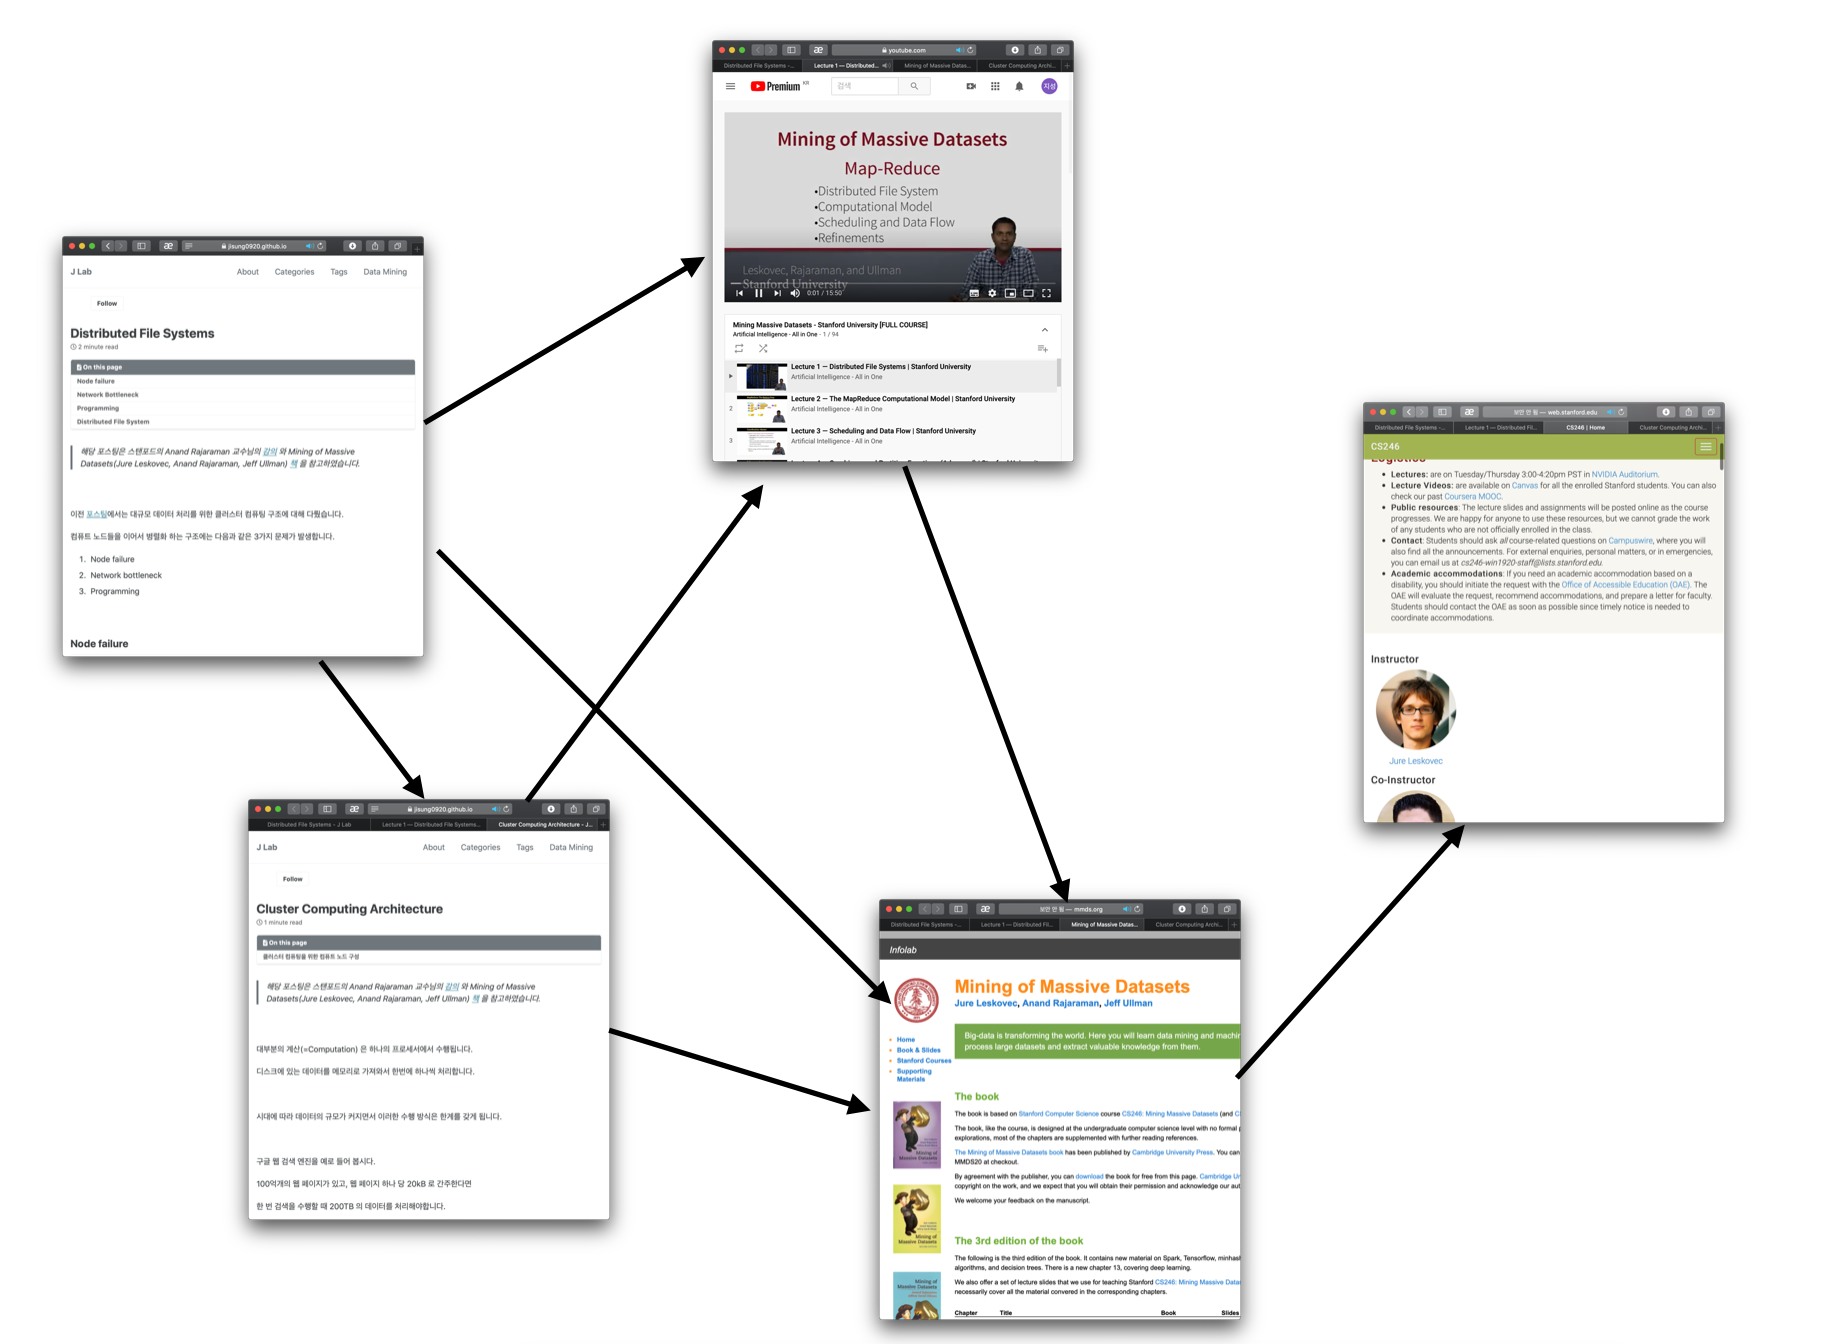 jisung0920.github.io
J Lab
About Categories Tags Data Mining
Follow
Distributed File Systems
2 minute read
On this page
Node failure
Network Bottleneck
Programming
Distributed File System
해당 포스팅은 스탠포드의 Anand Rajaraman 교수님의 강의 와 Mining of Massive
Datasets(Jure Leskovec, Anand Rajaraman, Jeff Ullman) 책 을 참고하였습니다.
이전 포스팅에서는 대규모 데이터 처리를 위한 클러스터 컴퓨팅 구조에 대해 다뤘습니다.
컴퓨트 노드들을 이어서 병렬화 하는 구조에는 다음과 같은 3가지 문제가 발생합니다.
1. Node failure
2. Network bottleneck
3. Programming
Node failure
youtube.com
Distributed File Systems -... Lecture 1 — Distributed... Mining of Massive Datas... Cluster Computing Archi...
Premium KR
검색
지성
Mining of Massive Datasets
Map-Reduce
•Distributed File System
•Computational Model
•Scheduling and Data Flow
•Refinements
Leskovec, Rajaraman, and Ullman
Stanford University
0:01 / 15:50
Mining Massive Datasets - Stanford University [FULL COURSE]
Artificial Intelligence - All in One - 1 / 94
Lecture 1 — Distributed File Systems | Stanford University
Artificial Intelligence - All in One
2
Lecture 2 — The MapReduce Computational Model | Stanford University
Artificial Intelligence - All in One
3
Lecture 3 — Scheduling and Data Flow | Stanford University
Artificial Intelligence - All in One
보안 안 됨 — web.stanford.edu
Distributed File Systems -... Lecture 1 — Distributed Fil... CS246 | Home Cluster Computing Archi...
CS246
Logistics
• Lectures: are on Tuesday/Thursday 3:00-4:20pm PST in NVIDIA Auditorium.
• Lecture Videos: are available on Canvas for all the enrolled Stanford students. You can also
check our past Coursera MOOC.
• Public resources: The lecture slides and assignments will be posted online as the course
progresses. We are happy for anyone to use these resources, but we cannot grade the work
of any students who are not officially enrolled in the class.
• Contact: Students should ask all course-related questions on Campuswire, where you will
also find all the announcements. For external enquiries, personal matters, or in emergencies,
you can email us at cs246-win1920-staff@lists.stanford.edu.
• Academic accommodations: If you need an academic accommodation based on a
disability, you should initiate the request with the Office of Accessible Education (OAE). The
OAE will evaluate the request, recommend accommodations, and prepare a letter for faculty.
Students should contact the OAE as soon as possible since timely notice is needed to
coordinate accommodations.
Instructor
Jure Leskovec
Co-Instructor
jisung0920.github.io
Distributed File Systems - J Lab Lecture 1 — Distributed File Systems... Cluster Computing Architecture - J...
J Lab
About Categories Tags Data Mining
Follow
Cluster Computing Architecture
1 minute read
On this page
클러스터 컴퓨팅을 위한 컴퓨트 노드 구성
해당 포스팅은 스탠포드의 Anand Rajaraman 교수님의 강의 와 Mining of Massive
Datasets(Jure Leskovec, Anand Rajaraman, Jeff Ullman) 책 을 참고하였습니다.
대부분의 계산(=Computation) 은 하나의 프로세서에서 수행됩니다.
디스크에 있는 데이터를 메모리로 가져와서 한번에 하나씩 처리합니다.
시대에 따라 데이터의 규모가 커지면서 이러한 수행 방식은 한계를 갖게 됩니다.
구글 웹 검색 엔진을 예로 들어 봅시다.
100억개의 웹 페이지가 있고, 웹 페이지 하나 당 20kB 로 간주한다면
한 번 검색을 수행할 때 200TB 의 데이터를 처리해야합니다.
보안 안 됨 — mmds.org
Distributed File Systems -... Lecture 1 — Distributed Fil... Mining of Massive Datas... Cluster Computing Archi...
Infolab
Mining of Massive Datasets
Jure Leskovec, Anand Rajaraman, Jeff Ullman
Big-data is transforming the world. Here you will learn data mining and machin
process large datasets and extract valuable knowledge from them.
Home
Book & Slides
Stanford Courses
Supporting
Materials
The book
The book is based on Stanford Computer Science course CS246: Mining Massive Datasets (and C
The book, like the course, is designed at the undergraduate computer science level with no formal p
explorations, most of the chapters are supplemented with further reading references.
The Mining of Massive Datasets book has been published by Cambridge University Press. You can
MMDS20 at checkout.
By agreement with the publisher, you can download the book for free from this page. Cambridge Un
copyright on the work, and we expect that you will obtain their permission and acknowledge our aut
We welcome your feedback on the manuscript.
Mining of
Massive Datasets
Mining of
Massive Datasets
Mining of
Massive Datasets
The 3rd edition of the book
The following is the third edition of the book. It contains new material on Spark, Tensorflow, minhas
algorithms, and decision trees. There is a new chapter 13, covering deep learning.
We also offer a set of lecture slides that we use for teaching Stanford CS246: Mining Massive Datas
necessarily cover all the material convered in the corresponding chapters.
Chapter Title Book Slides